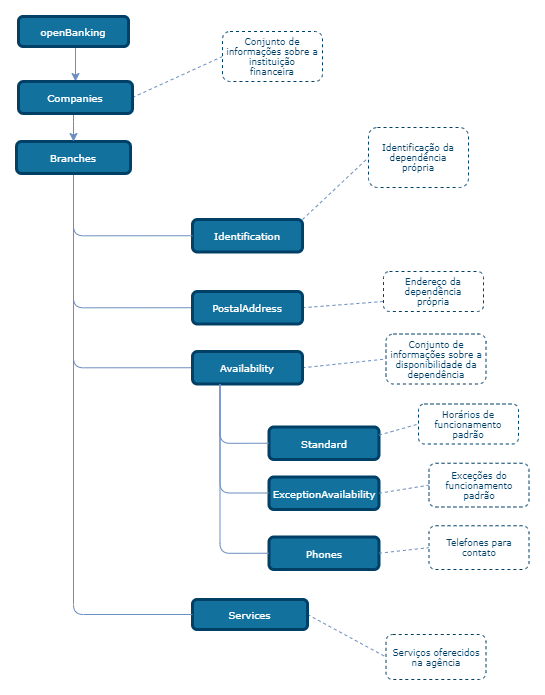 openBanking
Conjunto de
informações sobre a
instituição
financeira
Companies
Branches
Identificação da
dependência
própria
Identification
Endereço da
dependência
própria
PostalAddress
Conjunto de
informações sobre a
disponibilidade da
dependência
Availability
Horários de
funcionamento
padrão
Standard
Exceções do
funcionamento
padrão
ExceptionAvailability
Telefones para
contato
Phones
Services
Serviços oferecidos
na agência